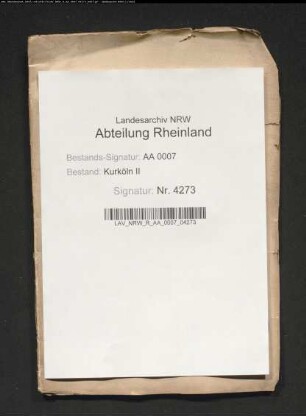 Landesarchiv NRW
Abteilung Rheinland
Bestands-Signatur: AA 0007
Bestand: Kurköln II
Signatur: Nr. 4273
LAV_NRW_R_AA_0007_04273